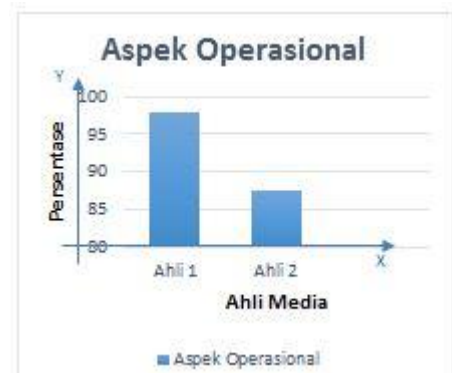 Aspek Operasional
Y
100
95
90
85
80
Persentase
Ahli 1 Ahli 2
X
Ahli Media
Aspek Operasional